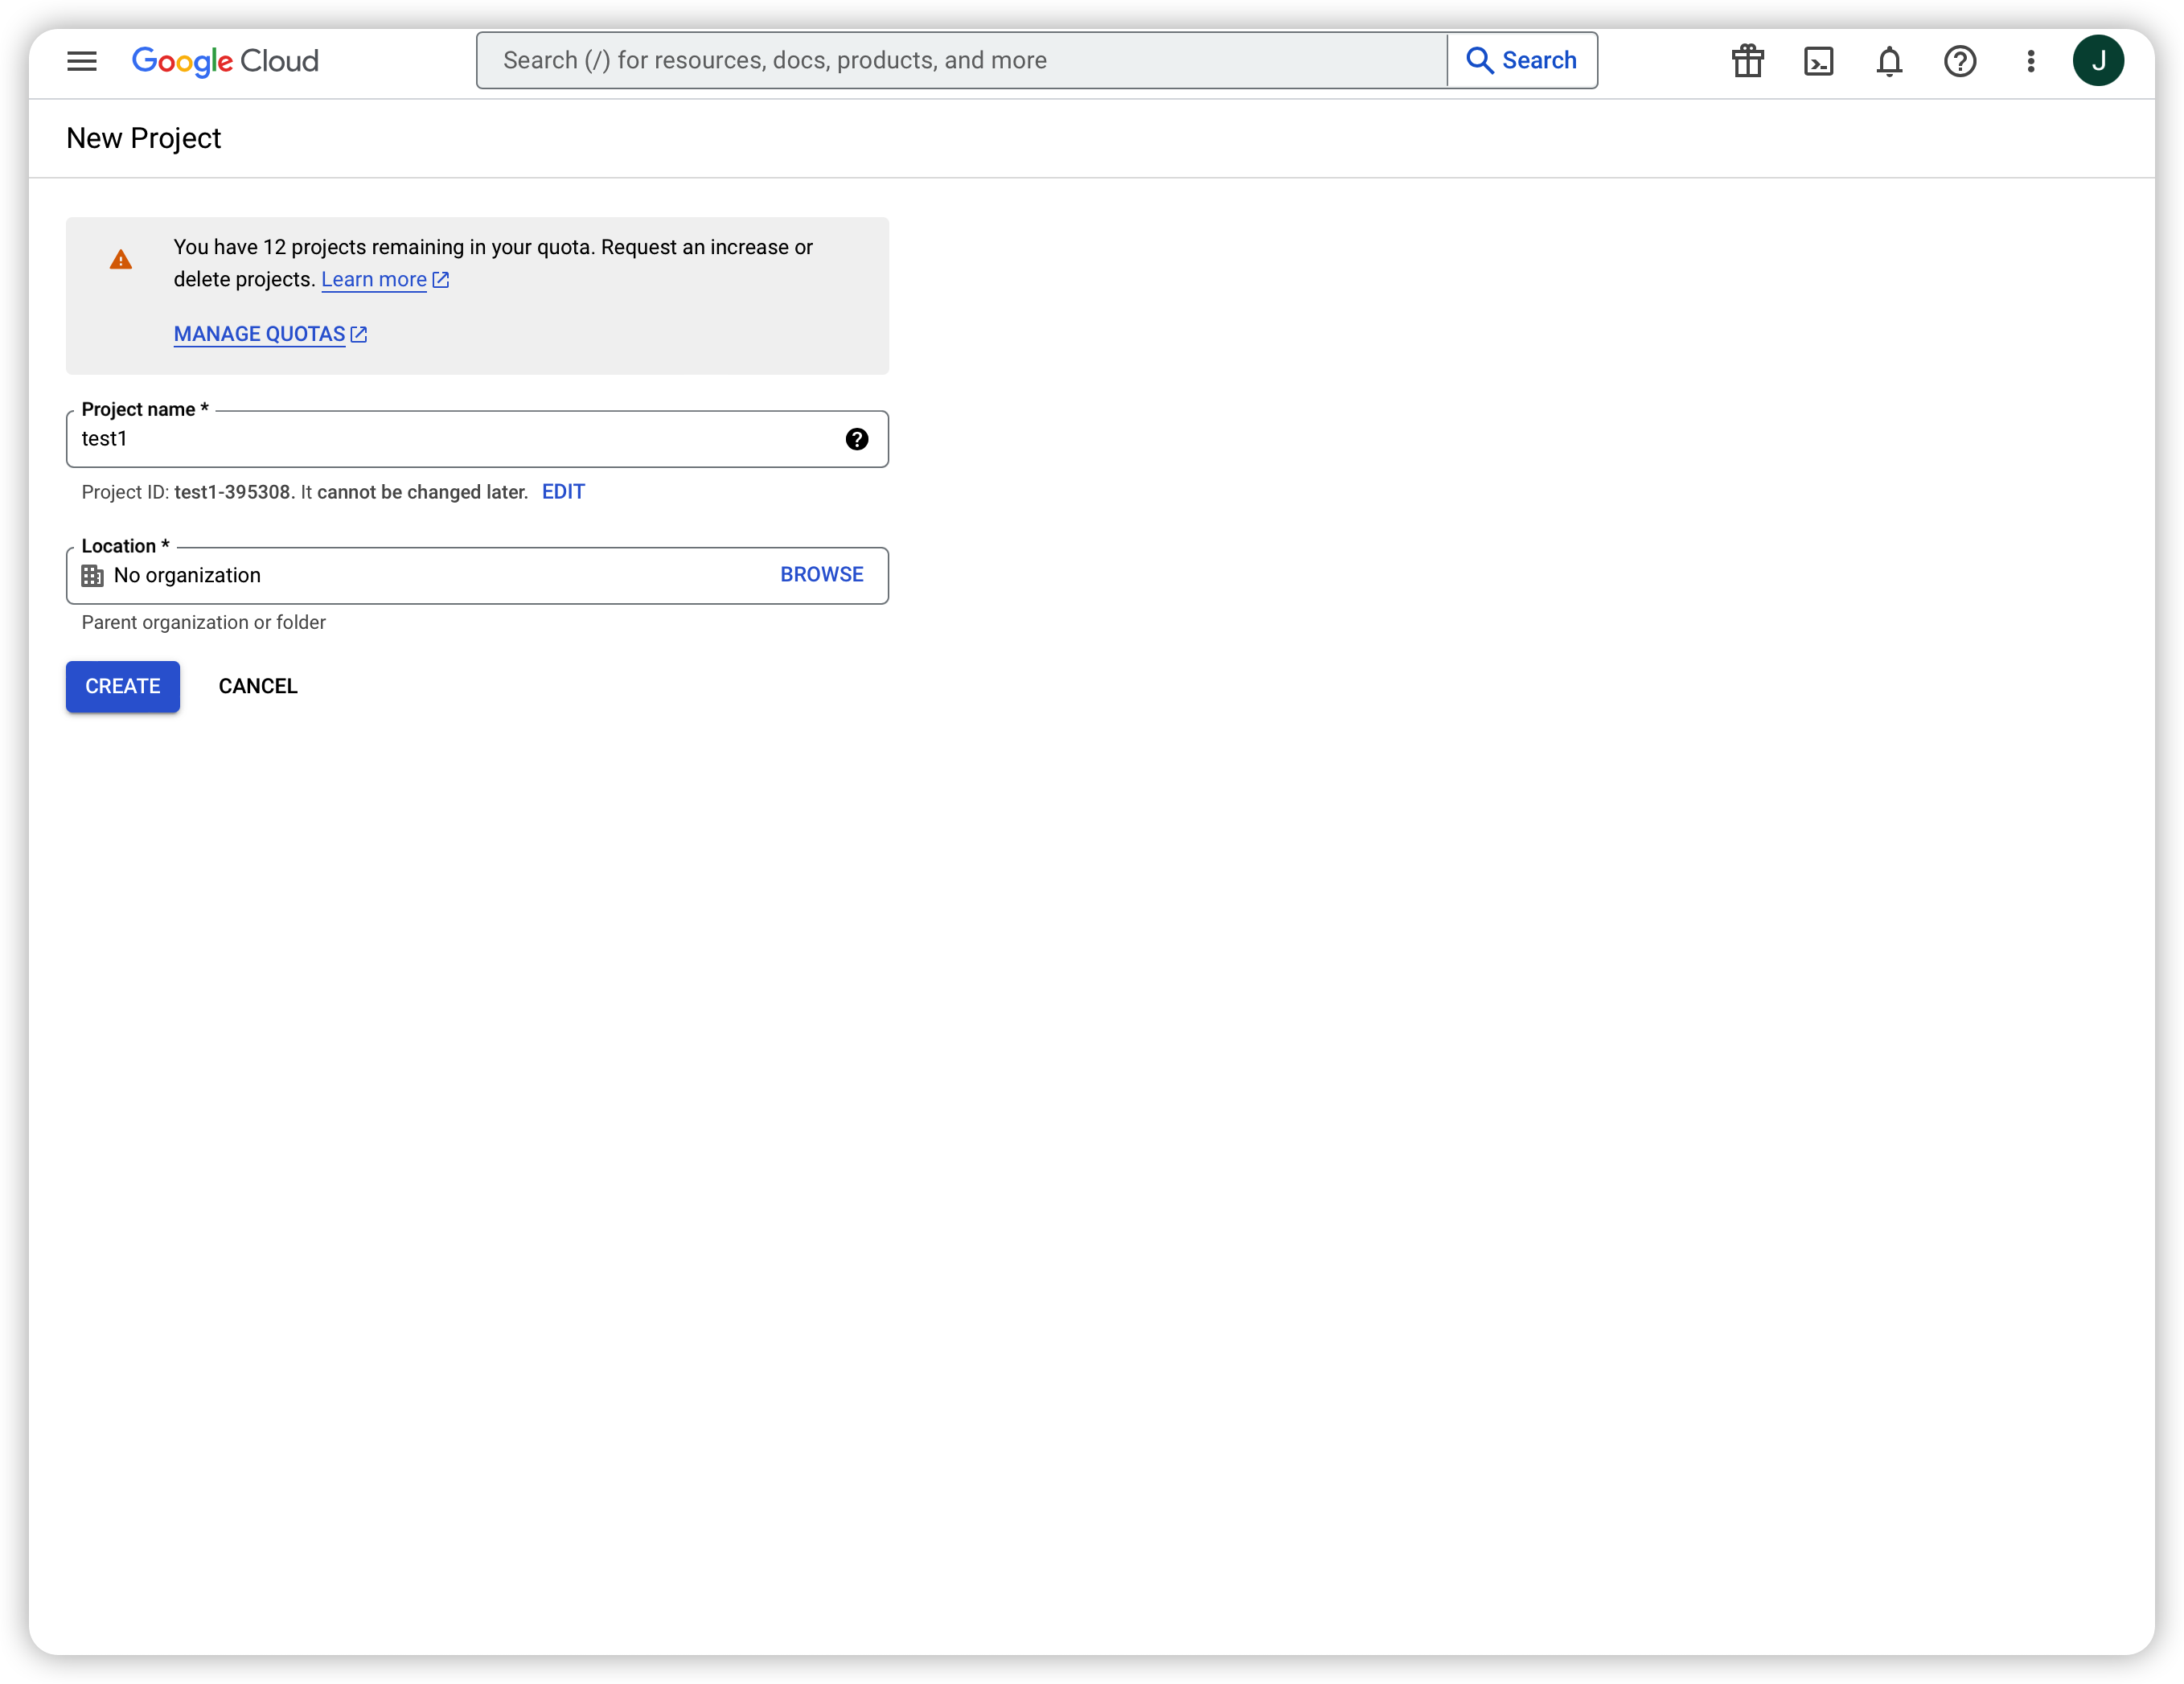 Google Cloud
Search (/) for resources, docs, products, and more
Search
J
New Project
You have 12 projects remaining in your quota. Request an increase or
delete projects. Learn more
MANAGE QUOTAS
Project name *
test1
Project ID: test1-395308. It cannot be changed later. EDIT
Location *
No organization
BROWSE
Parent organization or folder
CREATE
CANCEL